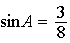 sin A = 3/8